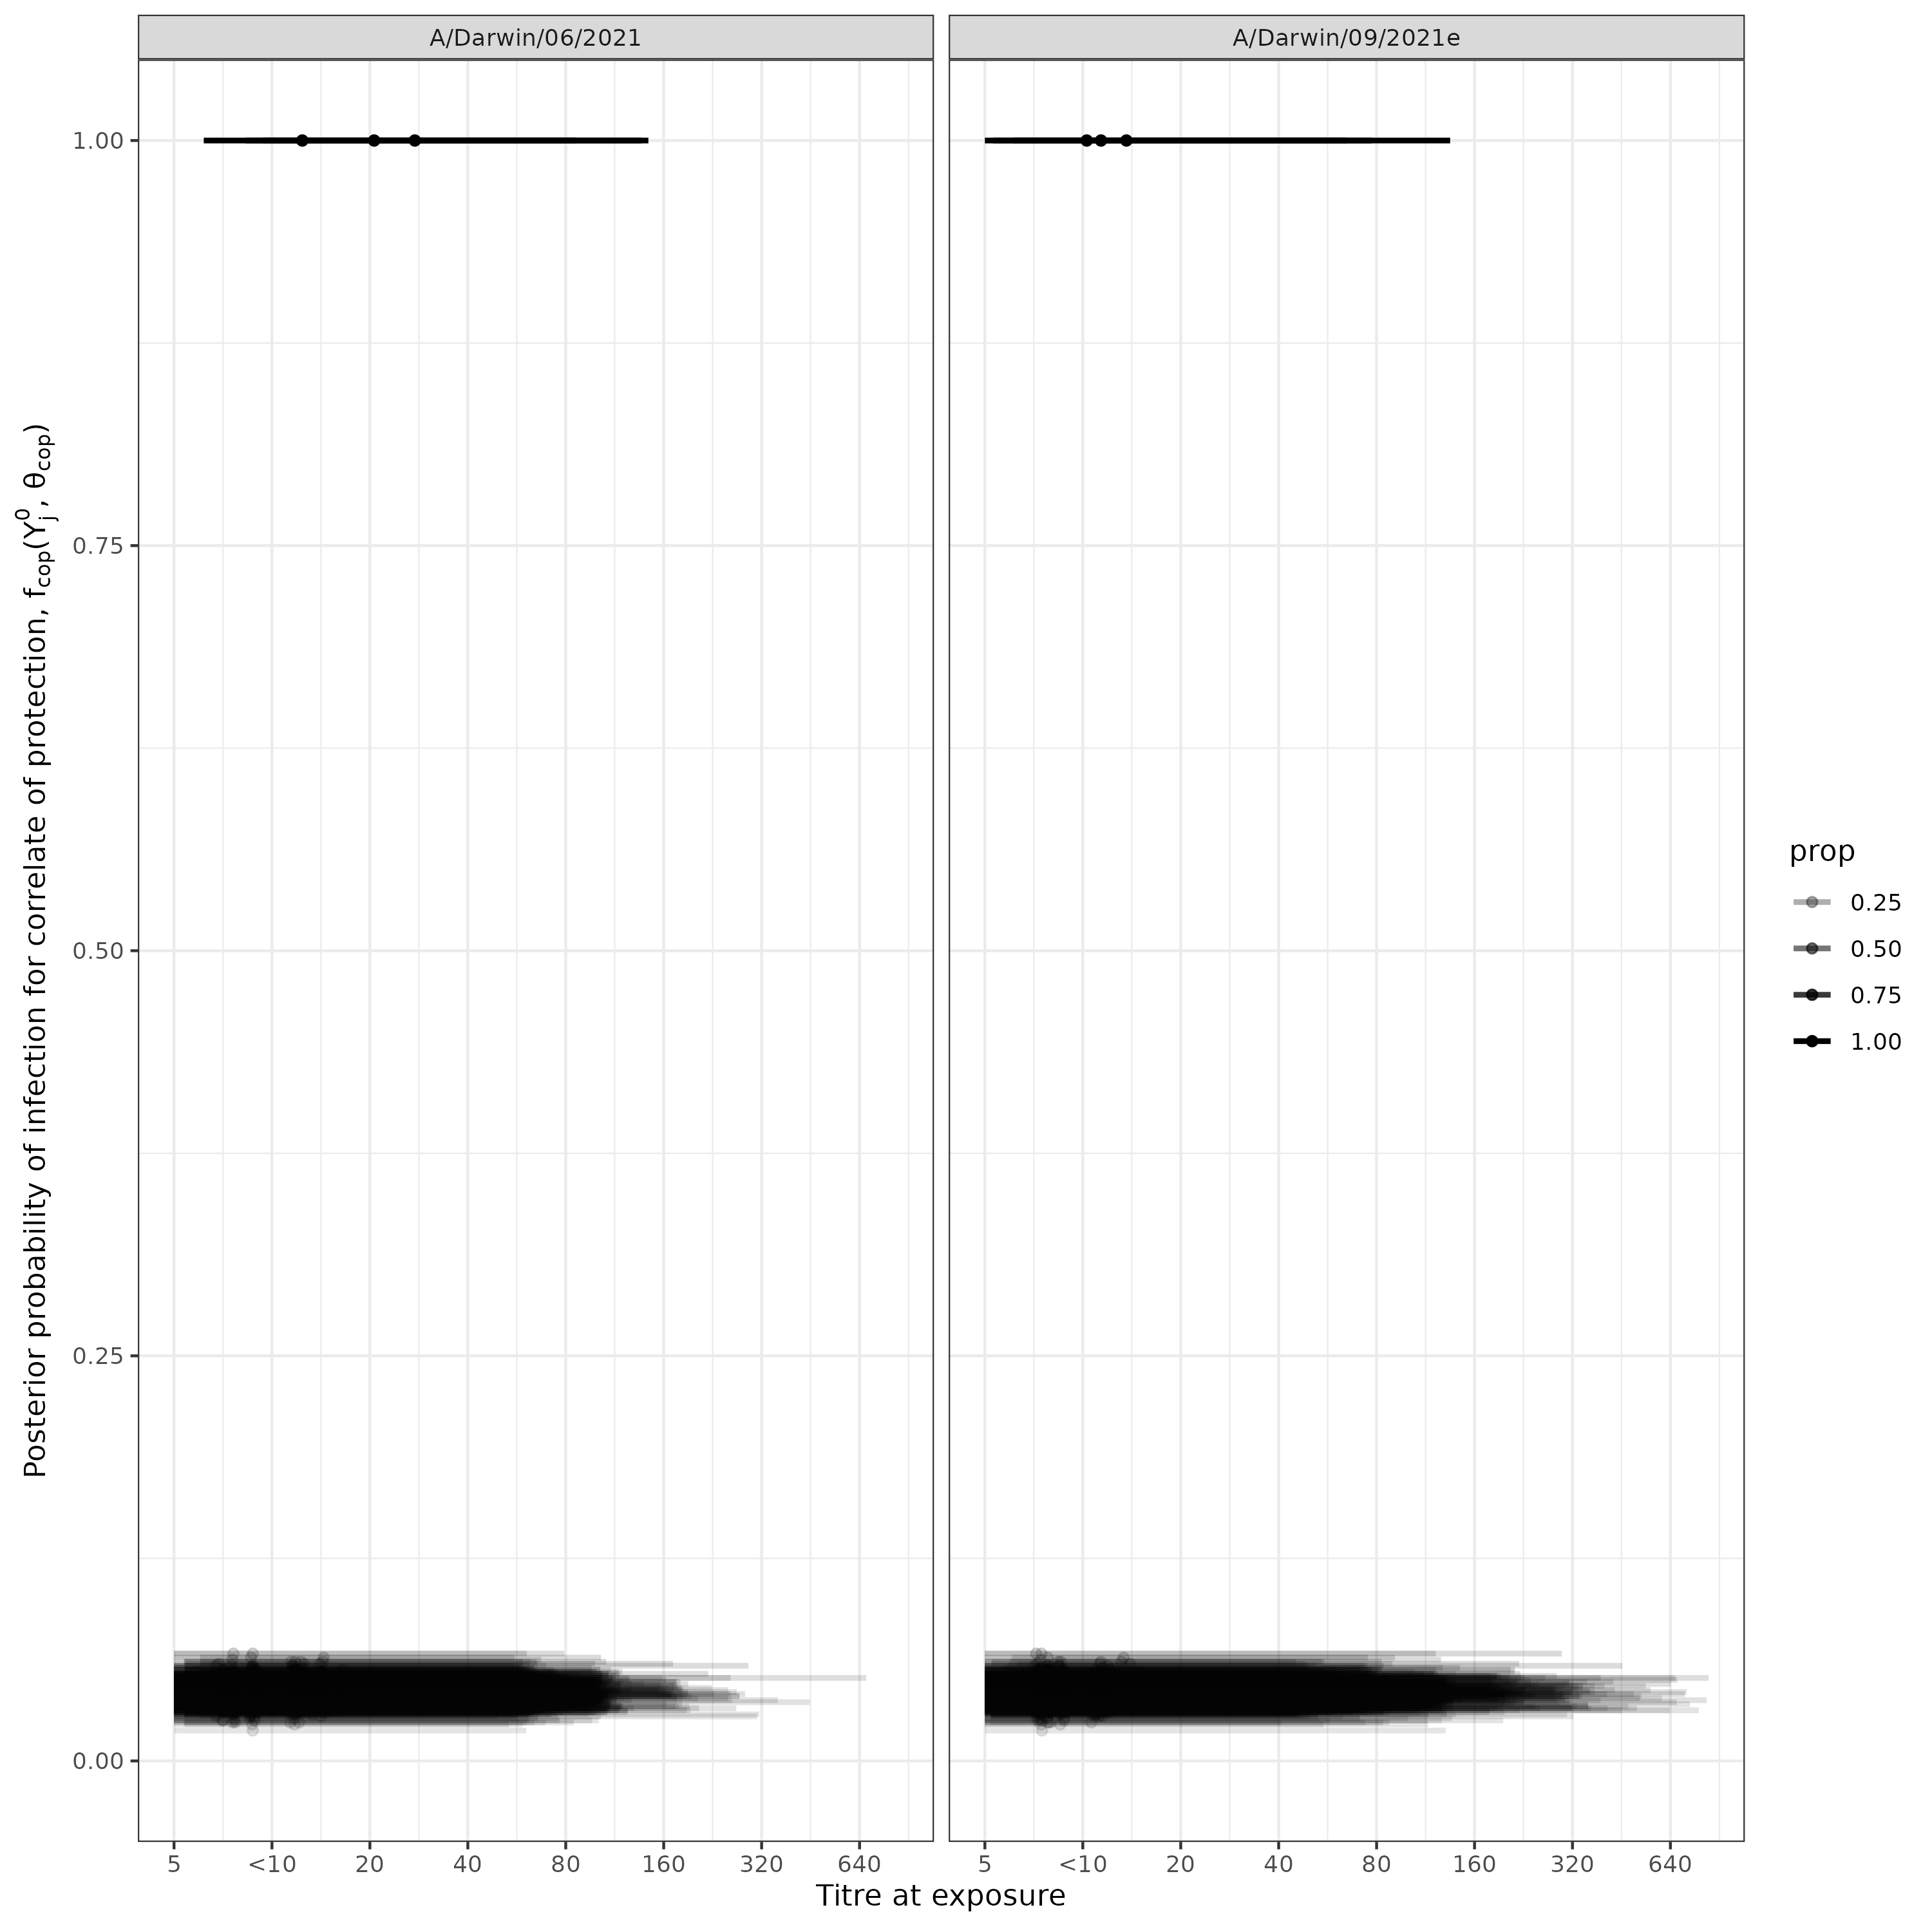 A/Darwin/06/2021
A/Darwin/09/2021e
Posterior probability of infection for correlate of protection, f_cop(Y_j^0, θ_cop)
1.00
0.75
0.50
0.25
0.00
5 <10 20 40 80 160 320 640
5 <10 20 40 80 160 320 640
Titre at exposure
prop
0.25
0.50
0.75
1.00